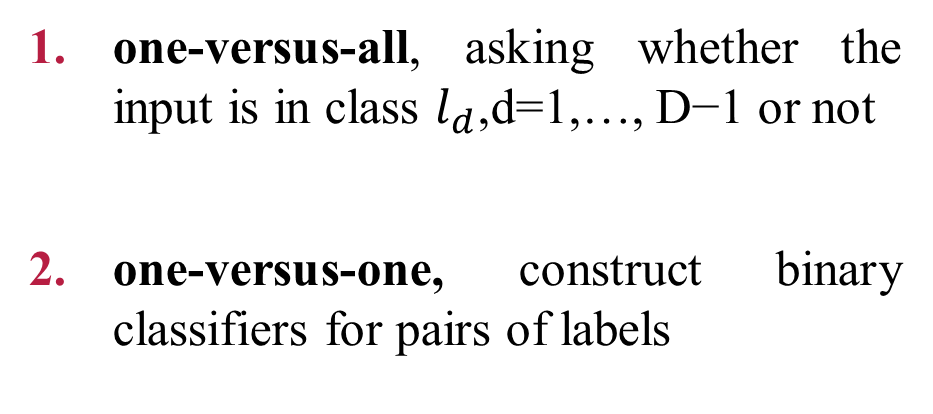 1. one-versus-all, asking whether the
input is in class l_d,d=1,…, D−1 or not
2. one-versus-one, construct binary
classifiers for pairs of labels